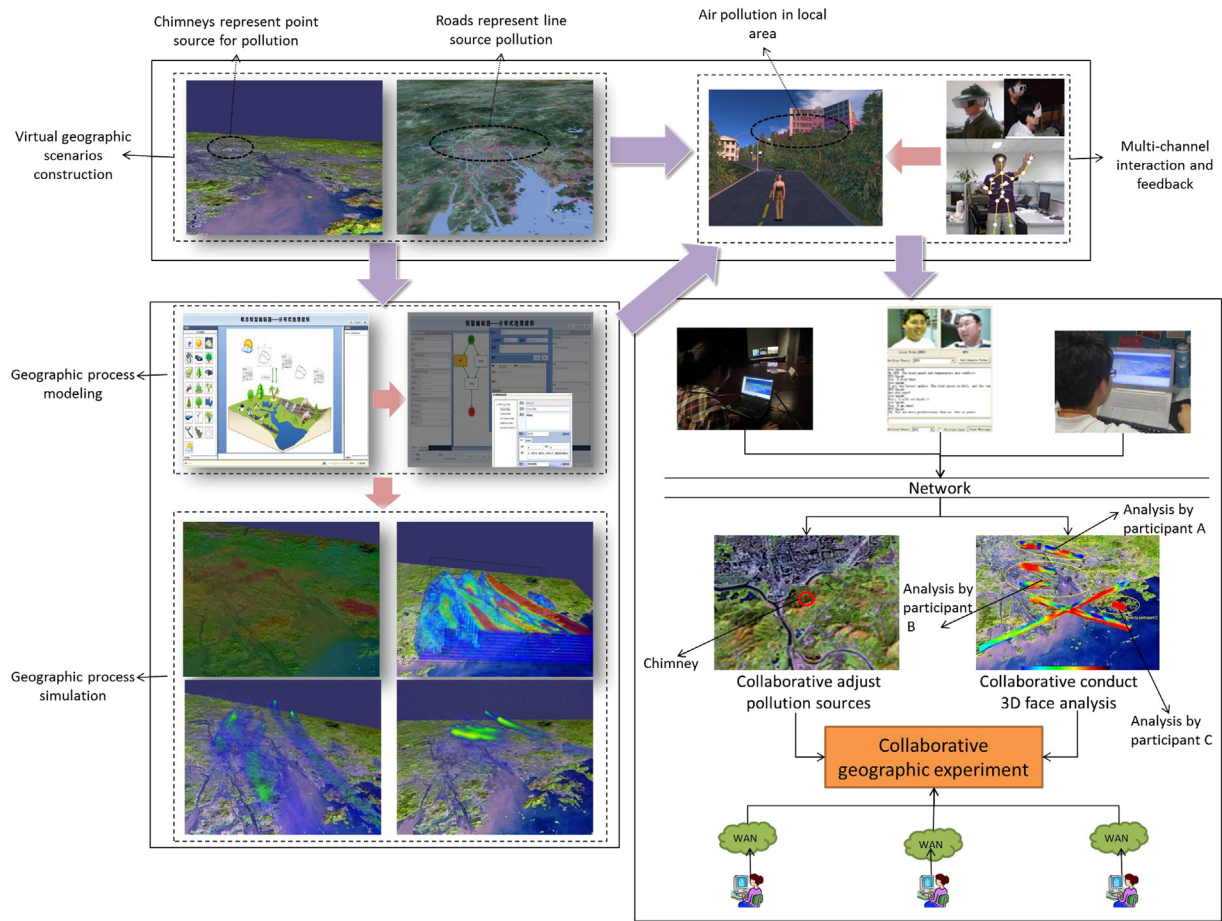 Chimneys represent point
source for pollution
Roads represent line
source pollution
Air pollution in local
area
Virtual geographic
scenarios
construction
Multi-channel
interaction and
feedback
Geographic process
modeling
Geographic process
simulation
Network
Analysis by
participant A
Analysis by
participant
B
Chimney
Collaborative adjust
pollution sources
Collaborative conduct
3D face analysis
Analysis by
participant C
Collaborative
geographic experiment
WAN
WAN
WAN